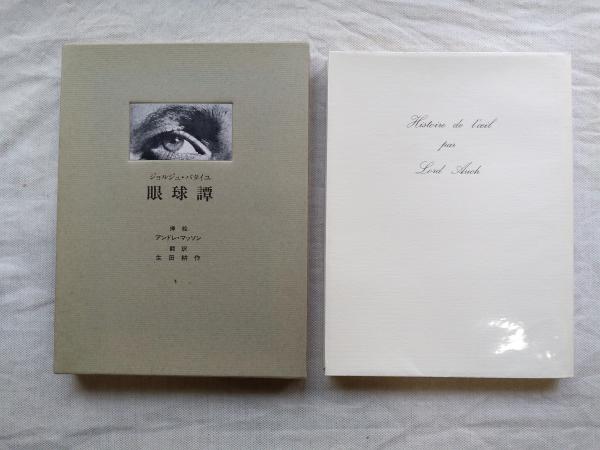 ジョルジュ・バタイユ
眼球譚
挿絵
アンドレ・マッソン
翻訳
生田耕作
Histoire de l'œil
par
Lord Auch